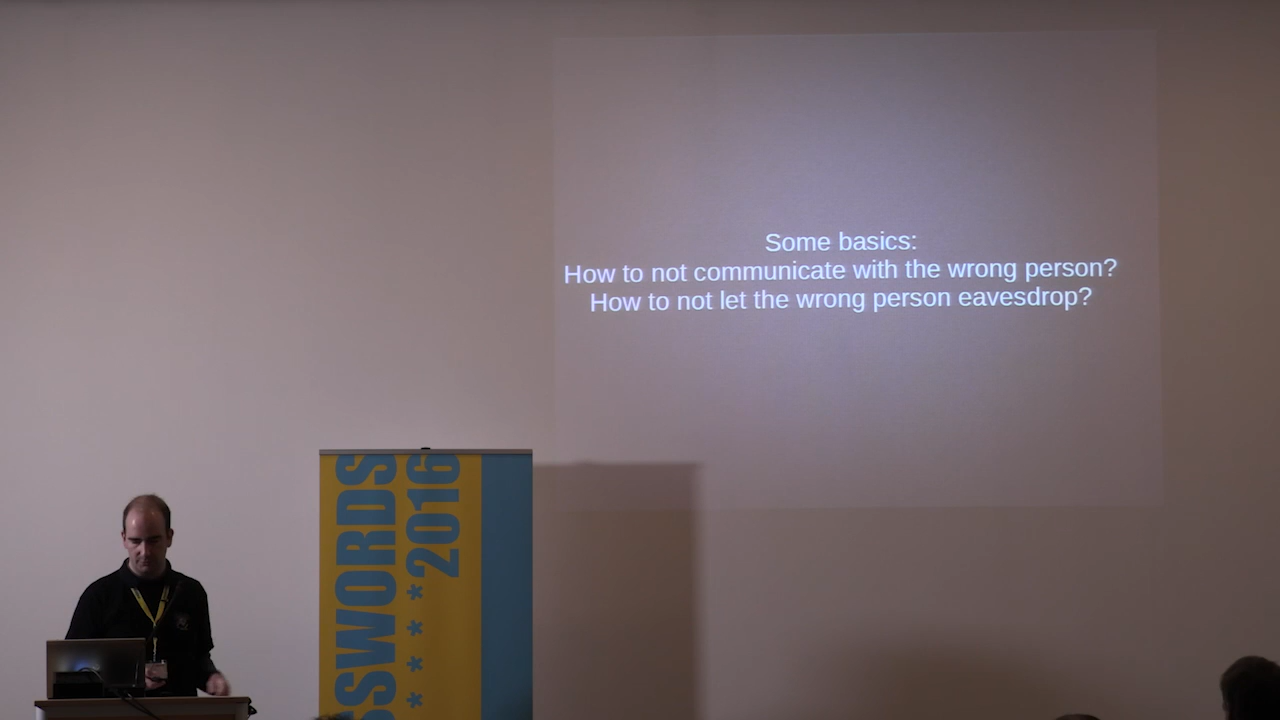 Some basics:
How to not communicate with the wrong person?
How to not let the wrong person eavesdrop?
SSWORDS
****2016